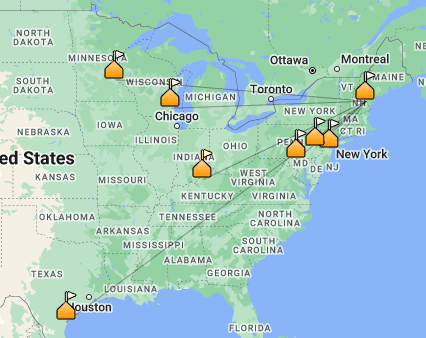 NORTH
DAKOTA
MINNESOTA
Ottawa
Montreal
MAINE
VT
NH
SOUTH
DAKOTA
WISCONSIN
MICHIGAN
Toronto
NEW YORK
MA
CT RI
IOWA
Chicago
NEBRASKA
ILLINOIS
INDIANA
OHIO
PEN
New York
MD
DE
NJ
ed States
KANSAS
MISSOURI
WEST
VIRGINIA
KENTUCKY
VIRGINIA
OKLAHOMA
TENNESSEE
NORTH
CAROLINA
ARKANSAS
SOUTH
CAROLINA
MISSISSIPPI
ALABAMA
GEORGIA
TEXAS
LOUISIANA
Houston
FLORIDA